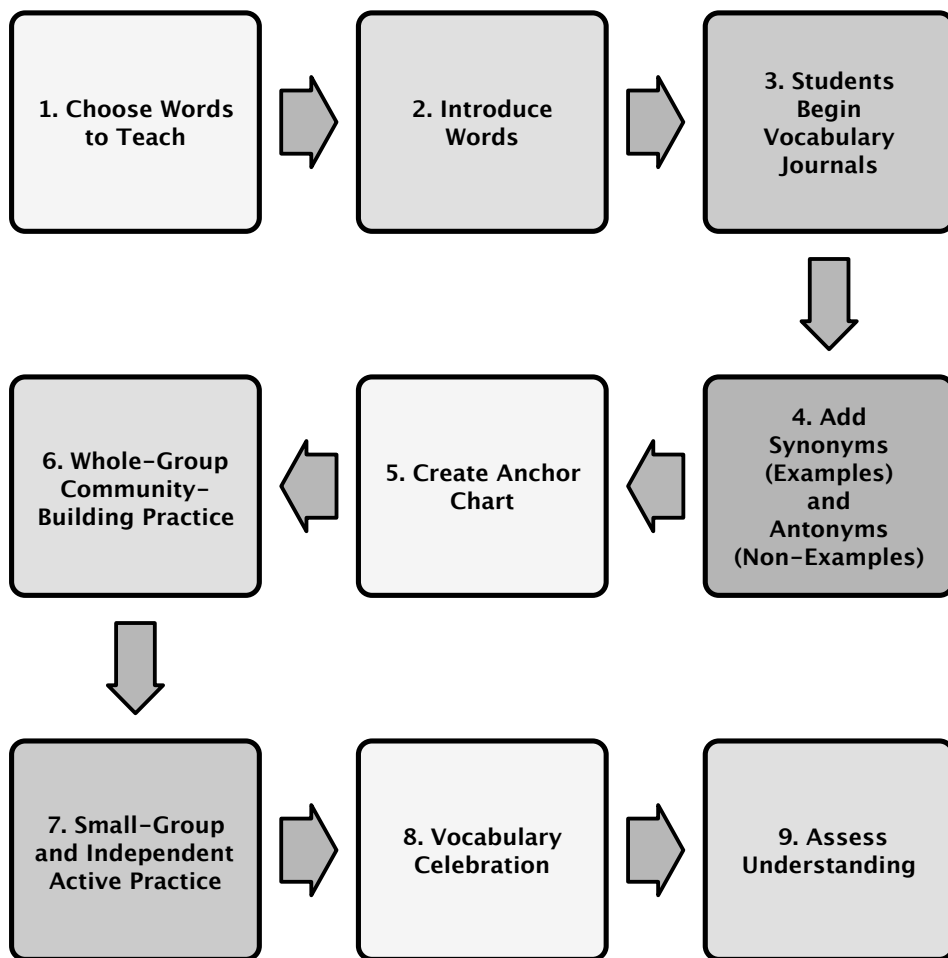 1. Choose Words
to Teach
2. Introduce
Words
3. Students
Begin
Vocabulary
Journals
4. Add
Synonyms
(Examples)
and
Antonyms
(Non-Examples)
5. Create Anchor
Chart
6. Whole-Group
Community-
Building Practice
7. Small-Group
and Independent
Active Practice
8. Vocabulary
Celebration
9. Assess
Understanding